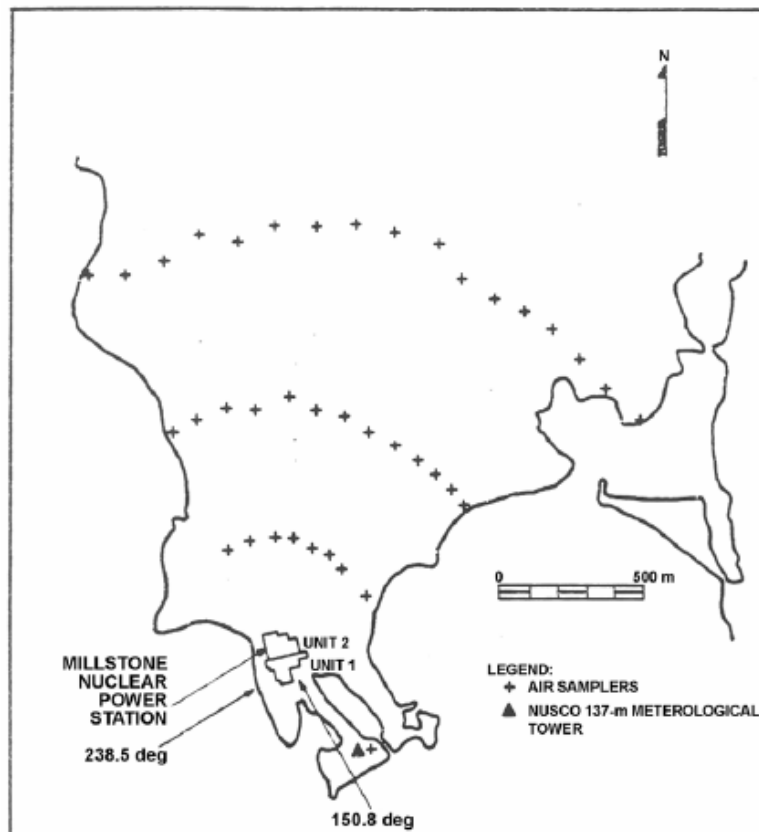 N
0 500 m
UNIT 2
UNIT 1
MILLSTONE
NUCLEAR
POWER
STATION
238.5 deg
150.8 deg
LEGEND:
AIR SAMPLERS
NUSCO 137-m METEROLOGICAL
TOWER